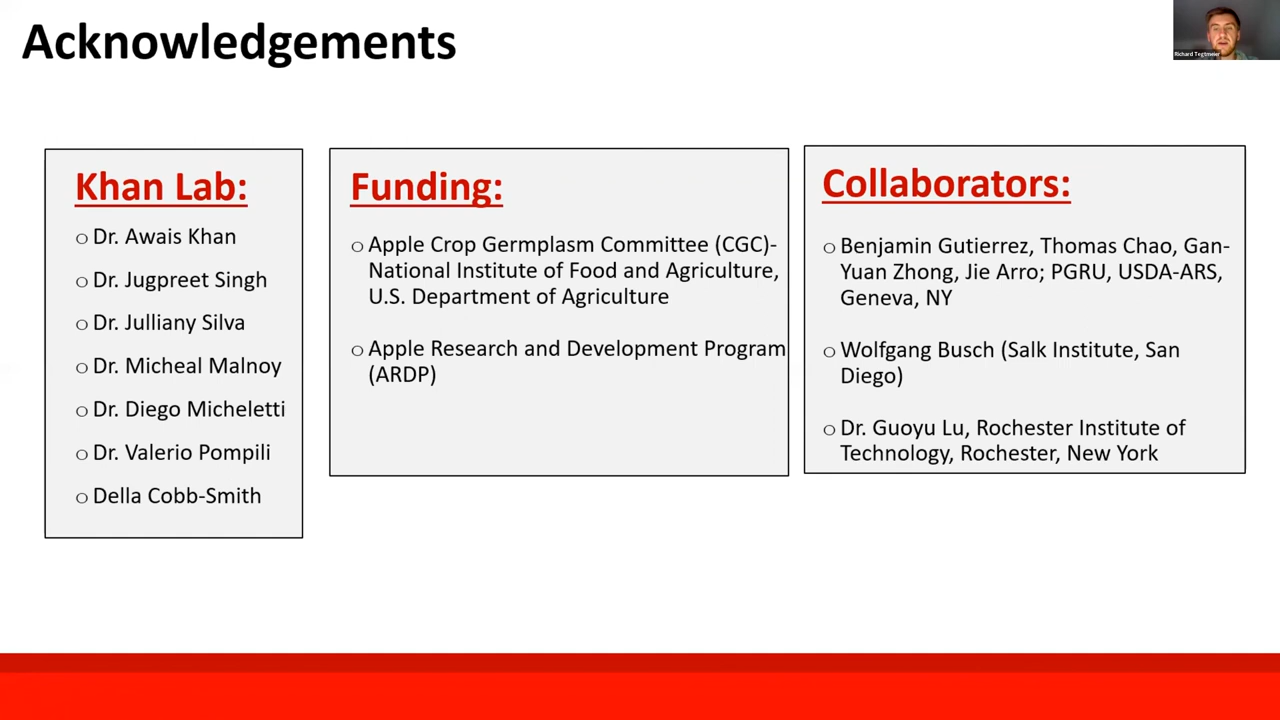 Acknowledgements
Richard Tegtmeier
Khan Lab:
Dr. Awais Khan
Dr. Jugpreet Singh
Dr. Julliany Silva
Dr. Micheal Malnoy
Dr. Diego Micheletti
Dr. Valerio Pompili
Della Cobb-Smith
Funding:
Apple Crop Germplasm Committee (CGC)-
National Institute of Food and Agriculture,
U.S. Department of Agriculture
Apple Research and Development Program
(ARDP)
Collaborators:
Benjamin Gutierrez, Thomas Chao, Gan-
Yuan Zhong, Jie Arro; PGRU, USDA-ARS,
Geneva, NY
Wolfgang Busch (Salk Institute, San
Diego)
Dr. Guoyu Lu, Rochester Institute of
Technology, Rochester, New York